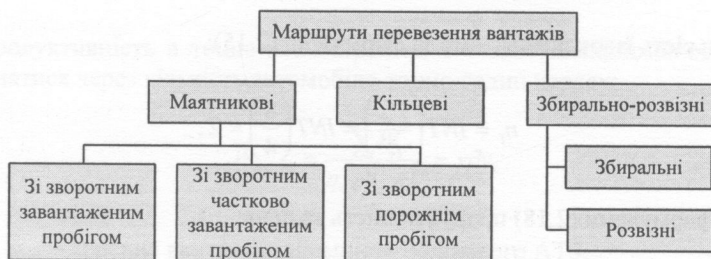 Маршрути перевезення вантажів
Маятникові
Кільцеві
Збирально-розвізні
Зі зворотним
завантаженим
пробігом
Зі зворотним
частково
завантаженим
пробігом
Зі зворотним
порожнім
пробігом
Збиральні
Розвізні